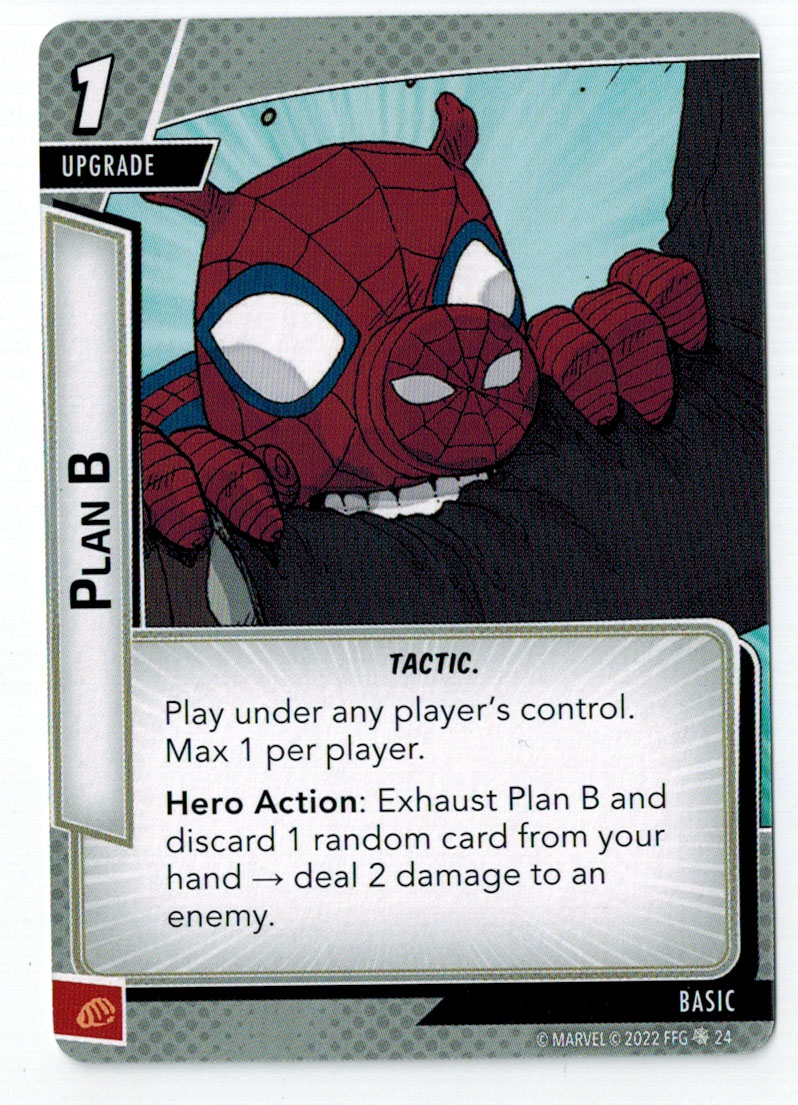 1
UPGRADE
PLAN B
TACTIC.
Play under any player's control.
Max 1 per player.
Hero Action: Exhaust Plan B and
discard 1 random card from your
hand → deal 2 damage to an
enemy.
BASIC
© MARVEL © 2022 FFG 24